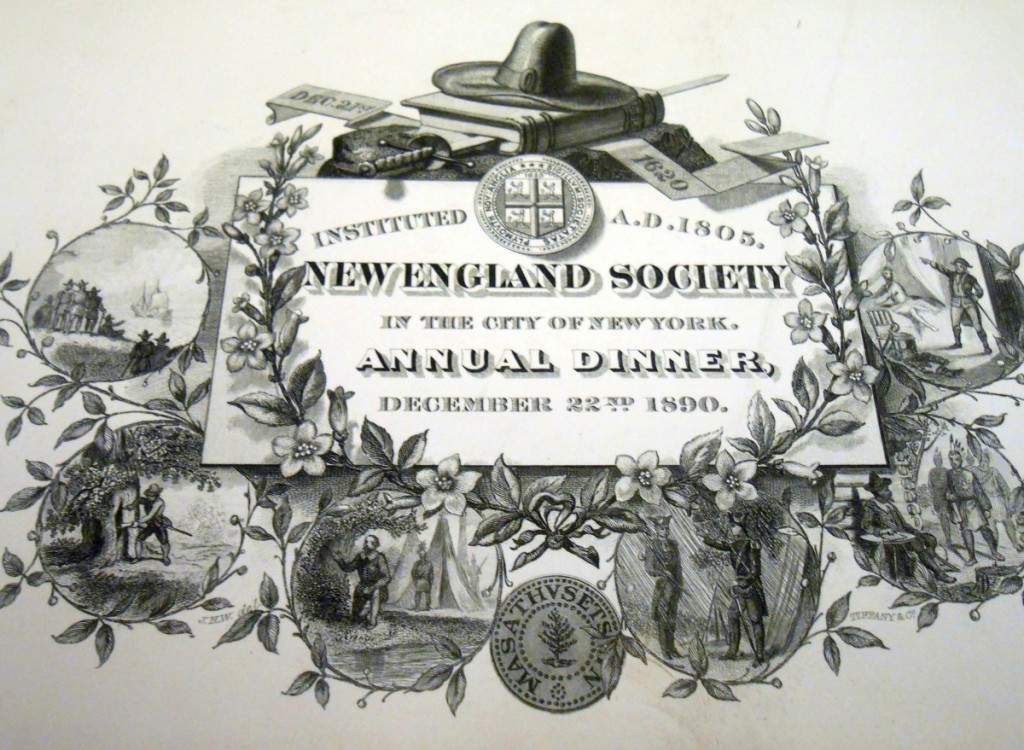 DEC. 21ST
1620
INSTITUTED A.D. 1805.
NEW ENGLAND SOCIETY
IN THE CITY OF NEW YORK.
ANNUAL DINNER,
DECEMBER 22ND 1890.
TIFFANY & CO
MASATHVSETS IN